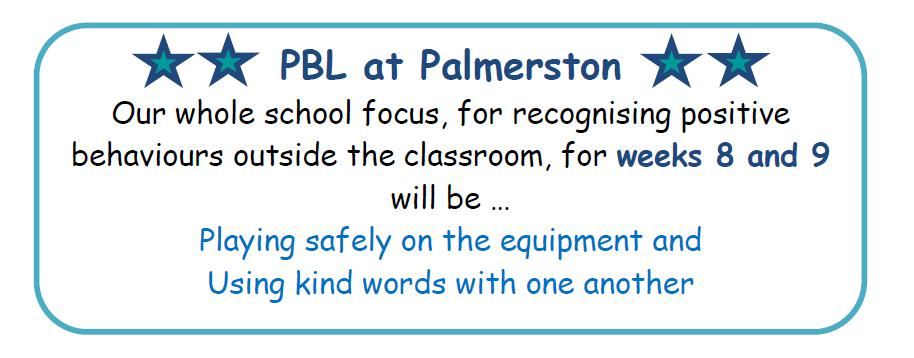 PBL at Palmerston
Our whole school focus, for recognising positive
behaviours outside the classroom, for weeks 8 and 9
will be ...
Playing safely on the equipment and
Using kind words with one another